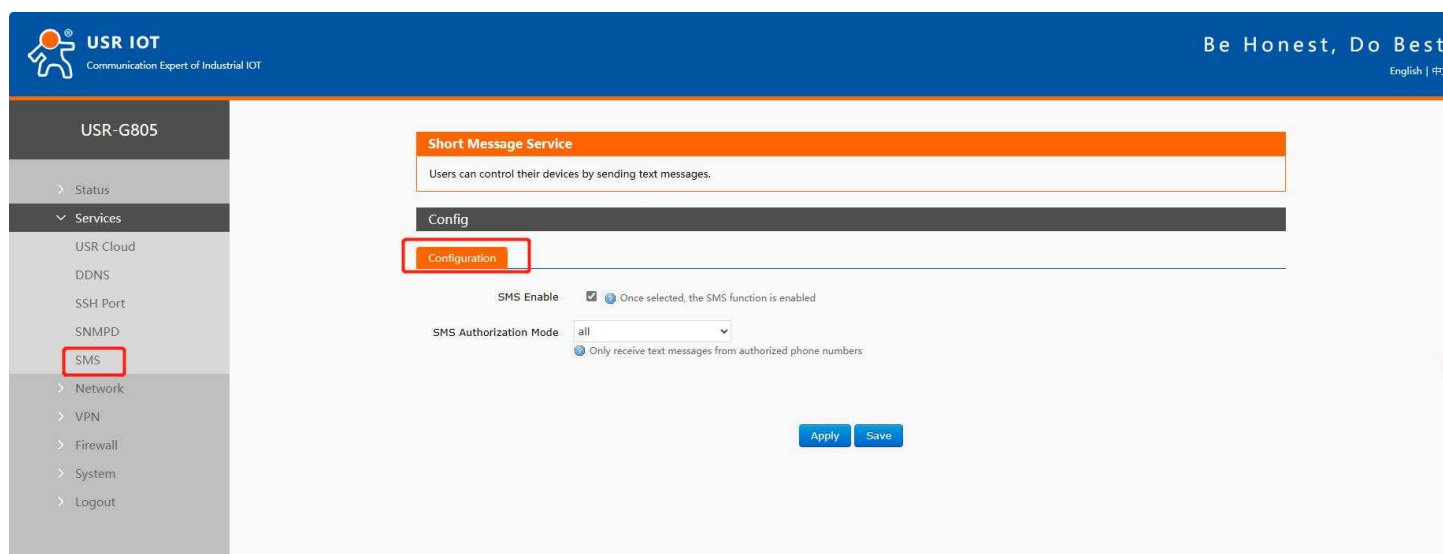 USR IOT
Communication Expert of Industrial IOT
Be Honest, Do Best
English | 中
USR-G805
Status
Services
USR Cloud
DDNS
SSH Port
SNMPD
SMS
Network
VPN
Firewall
System
Logout
Short Message Service
Users can control their devices by sending text messages.
Config
Configuration
SMS Enable
Once selected, the SMS function is enabled
SMS Authorization Mode
all
Only receive text messages from authorized phone numbers
Apply Save